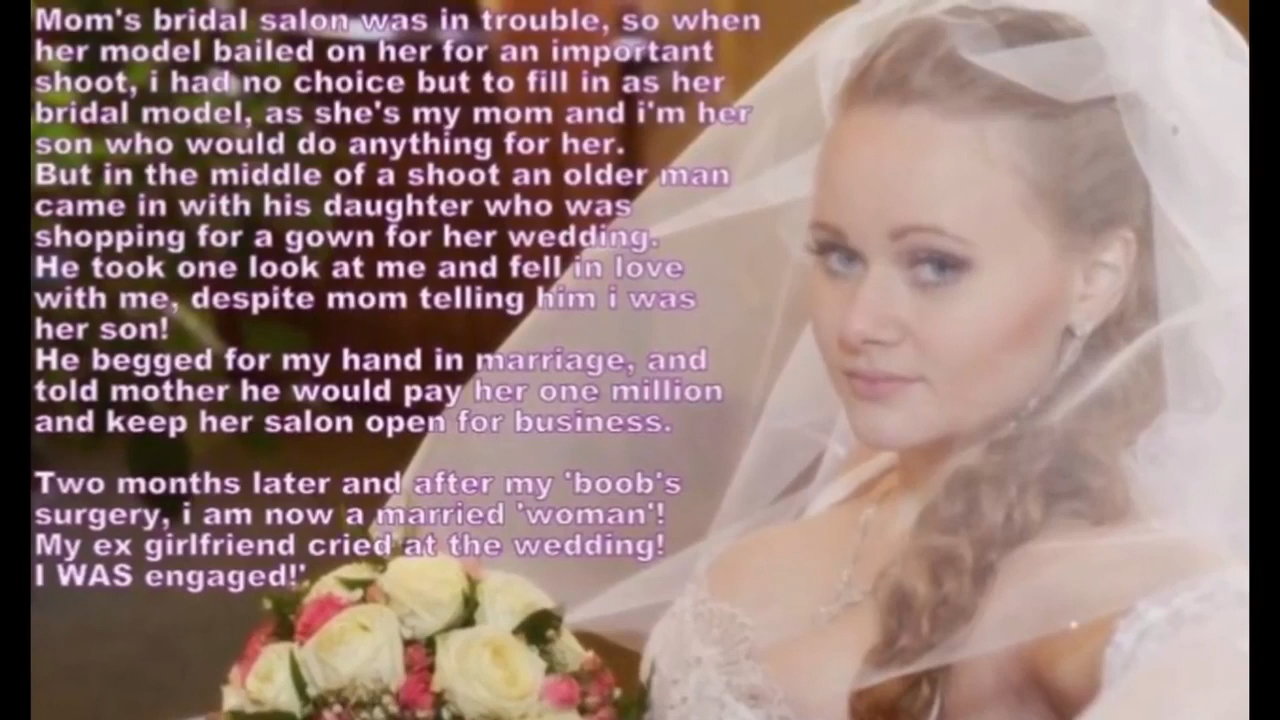 Mom's bridal salon was in trouble, so when
her model bailed on her for an important
shoot, i had no choice but to fill in as her
bridal model, as she's my mom and i'm her
son who would do anything for her.
But in the middle of a shoot an older man
came in with his daughter who was
shopping for a gown for her wedding.
He took one look at me and fell in love
with me, despite mom telling him i was
her son!
He begged for my hand in marriage, and
told mother he would pay her one million
and keep her salon open for business.
Two months later and after my 'boob's
surgery, i am now a married 'woman'!
My ex girlfriend cried at the wedding!
I WAS engaged!'